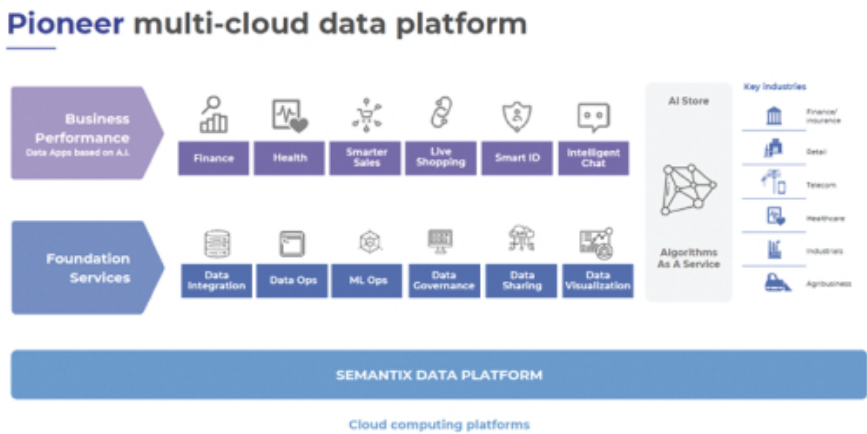 Pioneer multi-cloud data platform
Business
Performance
Data Apps based on A.I.
Finance
Health
Smarter
Sales
Live
Shopping
Smart ID
Intelligent
Chat
Foundation
Services
Data
Integration
Data Ops
ML Ops
Data
Governance
Data
Sharing
Data
Visualization
AI Store
Algorithms
As A Service
Key industries
Finance/
insurance
Retail
Telecom
Healthcare
Industrials
Agribusiness
SEMANTIX DATA PLATFORM
Cloud computing platforms